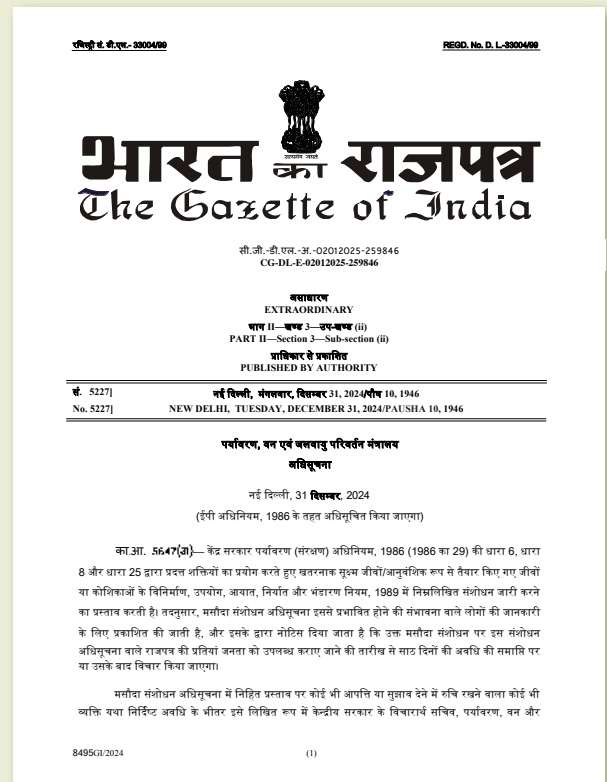 रजिस्ट्री सं. डी.एल.- 33004/99 REGD. No. D. L.-33004/99
सत्यमेव जयते
भारत का राजपत्र
The Gazette of India
सी.जी.-डी.एल.-अ.-02012025-259846
CG-DL-E-02012025-259846
असाधारण
EXTRAORDINARY
भाग II—खण्ड 3—उप-खण्ड (ii)
PART II—Section 3—Sub-section (ii)
प्राधिकार से प्रकाशित
PUBLISHED BY AUTHORITY
सं. 5227] नई दिल्ली, मंगलवार, दिसम्बर 31, 2024/पौष 10, 1946
No. 5227] NEW DELHI, TUESDAY, DECEMBER 31, 2024/PAUSHA 10, 1946
पर्यावरण, वन एवं जलवायु परिवर्तन मंत्रालय
अधिसूचना
नई दिल्ली, 31 दिसम्बर, 2024
(ईपी अधिनियम, 1986 के तहत अधिसूचित किया जाएगा)
का.आ. 5647(अ)— केंद्र सरकार पर्यावरण (संरक्षण) अधिनियम, 1986 (1986 का 29) की धारा 6, धारा
8 और धारा 25 द्वारा प्रदत्त शक्तियों का प्रयोग करते हुए खतरनाक सूक्ष्म जीवों/आनुवंशिक रूप से तैयार किए गए जीवों
या कोशिकाओं के विनिर्माण, उपयोग, आयात, निर्यात और भंडारण नियम, 1989 में निम्नलिखित संशोधन जारी करने
का प्रस्ताव करती है। तदनुसार, मसौदा संशोधन अधिसूचना इससे प्रभावित होने की संभावना वाले लोगों की जानकारी
के लिए प्रकाशित की जाती है, और इसके द्वारा नोटिस दिया जाता है कि उक्त मसौदा संशोधन पर इस संशोधन
अधिसूचना वाले राजपत्र की प्रतियां जनता को उपलब्ध कराए जाने की तारीख से साठ दिनों की अवधि की समाप्ति पर
या उसके बाद विचार किया जाएगा।
मसौदा संशोधन अधिसूचना में निहित प्रस्ताव पर कोई भी आपत्ति या सुझाव देने में रुचि रखने वाला कोई भी
व्यक्ति यथा निर्दिष्ट अवधि के भीतर इसे लिखित रूप में केन्द्रीय सरकार के विचारार्थ सचिव, पर्यावरण, वन और
8495GI/2024 (1)